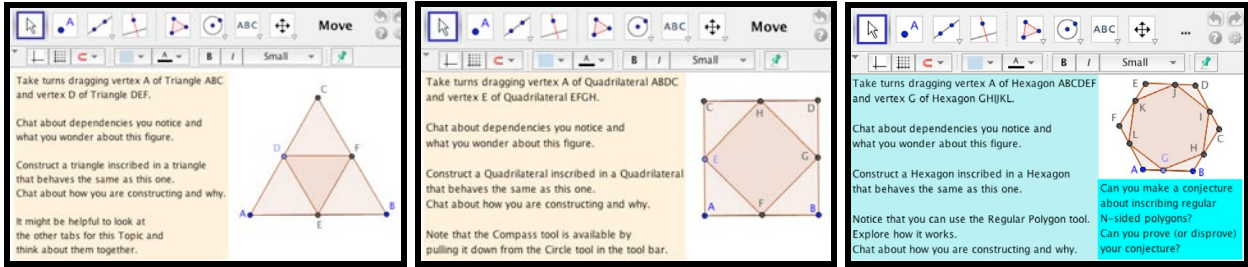 A
ABC
Move
B
I
Small
Take turns dragging vertex A of Triangle ABC
and vertex D of Triangle DEF.
Chat about dependencies you notice and
what you wonder about this figure.
Construct a triangle inscribed in a triangle
that behaves the same as this one.
Chat about how you are constructing and why.
It might be helpful to look at
the other tabs for this Topic and
think about them together.
C
D
F
A
E
B
A
ABC
Move
B
I
Small
Take turns dragging vertex A of Quadrilateral ABDC
and vertex E of Quadrilateral EFGH.
Chat about dependencies you notice and
what you wonder about this figure.
Construct a Quadrilateral inscribed in a Quadrilateral
that behaves the same as this one.
Chat about how you are constructing and why.
Note that the Compass tool is available by
pulling it down from the Circle tool in the tool bar.
C
H
D
E
G
A
F
B
A
ABC
...
B
I
Small
Take turns dragging vertex A of Hexagon ABCDEF
and vertex G of Hexagon GHIJKL.
Chat about dependencies you notice and
what you wonder about this figure.
Construct a Hexagon inscribed in a Hexagon
that behaves the same as this one.
Notice that you can use the Regular Polygon tool.
Explore how it works.
Chat about how you are constructing and why.
E
J
D
K
I
F
C
L
H
G
A
B
Can you make a conjecture
about inscribing regular
N-sided polygons?
Can you prove (or disprove)
your conjecture?